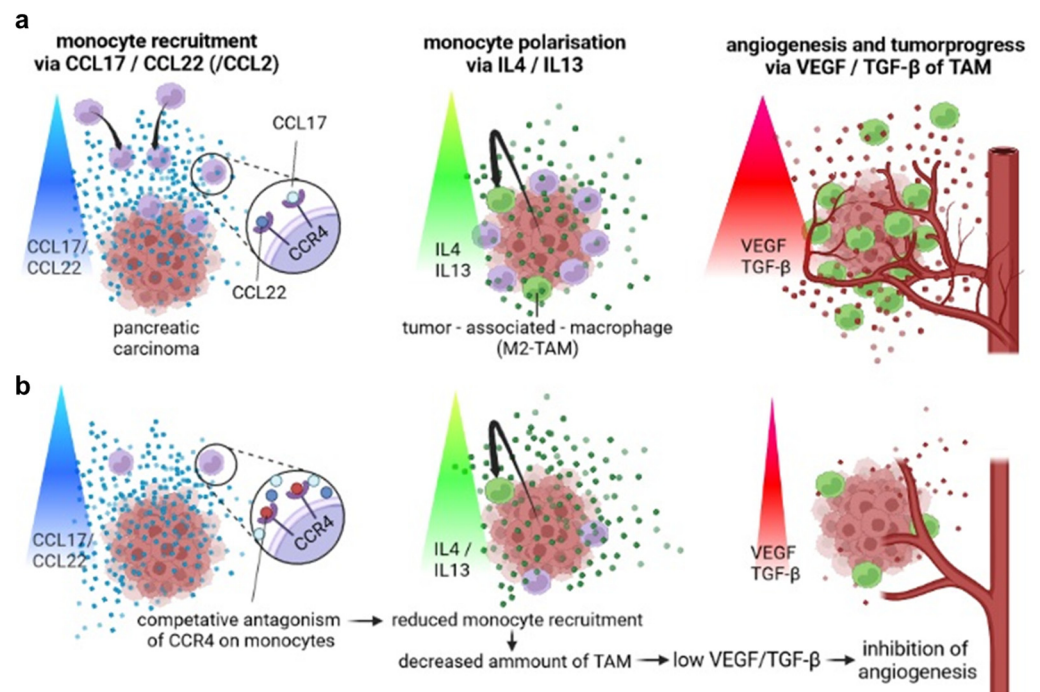 a
monocyte recruitment
via CCL17 / CCL22 (/CCL2)
monocyte polarisation
via IL4 / IL13
angiogenesis and tumorprogress
via VEGF / TGF-β of TAM
CCL17
CCR4
CCL22
CCL17/
CCL22
pancreatic
carcinoma
IL4
IL13
tumor - associated - macrophage
(M2-TAM)
VEGF
TGF-β
b
CCL17/
CCL22
CCR4
IL4 /
IL13
VEGF
TGF-β
competative antagonism
of CCR4 on monocytes
reduced monocyte recruitment
decreased ammount of TAM
low VEGF/TGF-β
inhibition of
angiogenesis